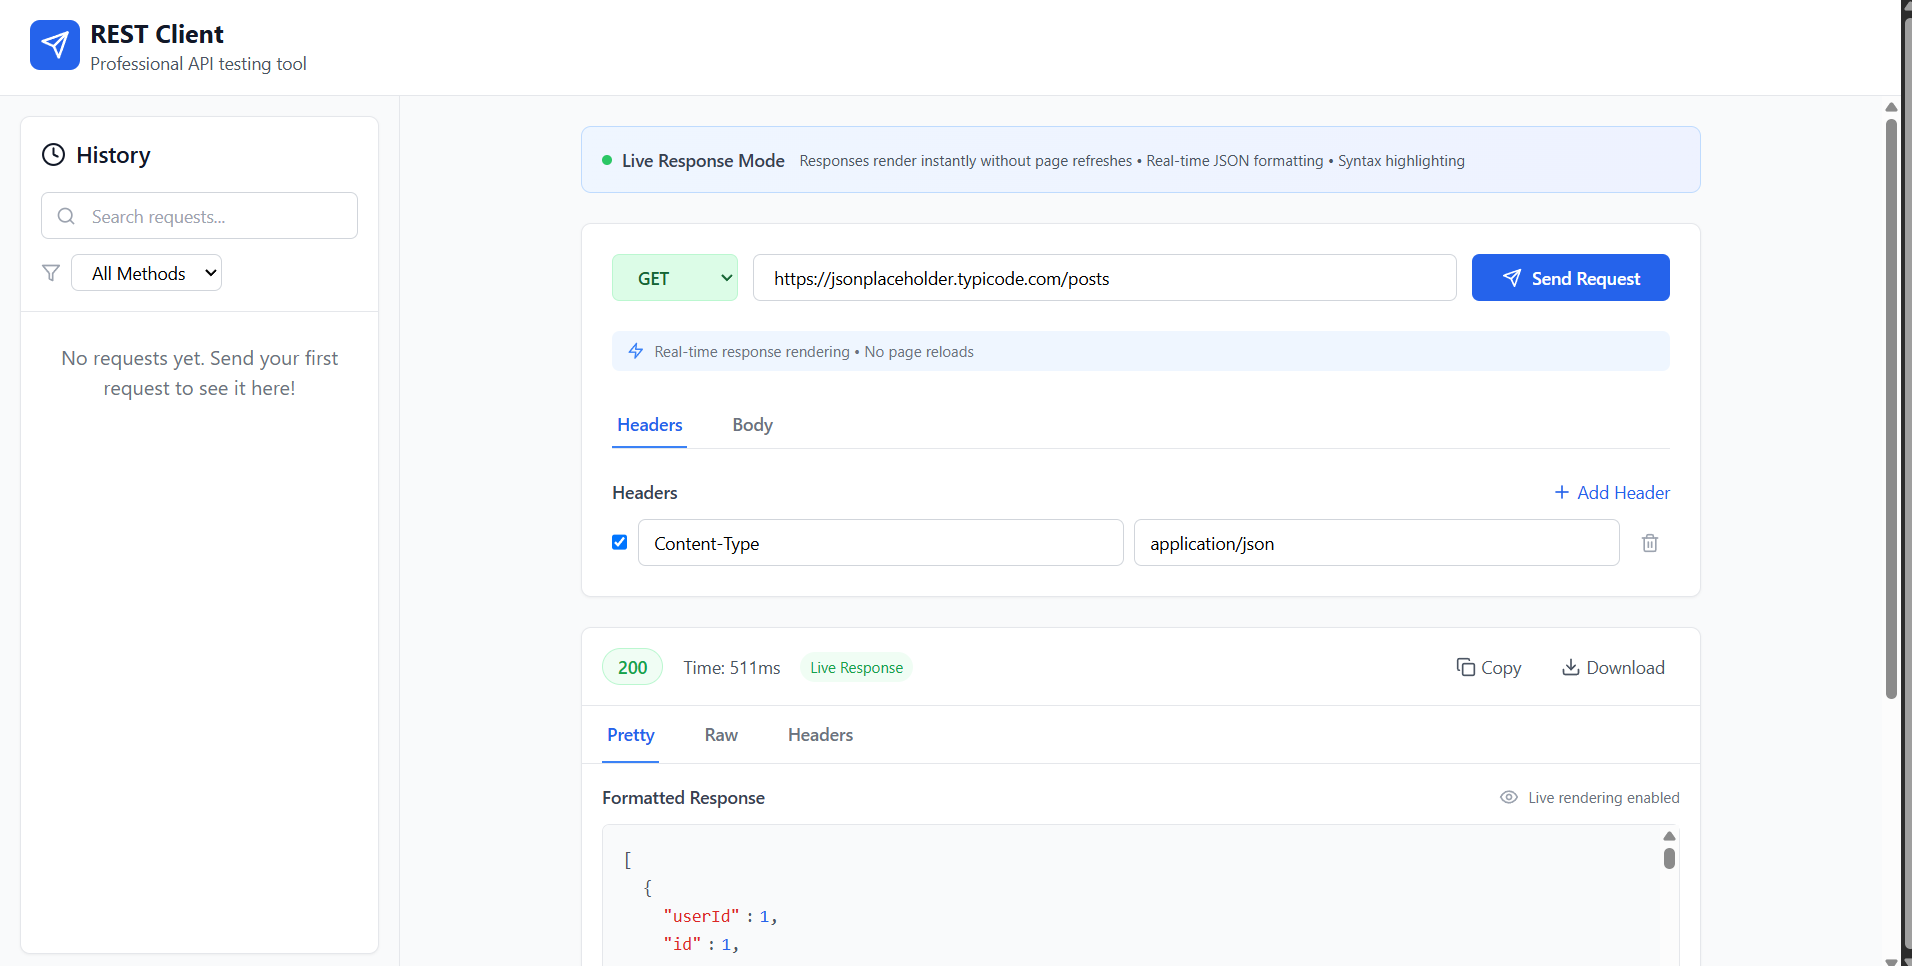 REST Client
Professional API testing tool
History
Search requests...
All Methods
No requests yet. Send your first
request to see it here!
Live Response Mode Responses render instantly without page refreshes • Real-time JSON formatting • Syntax highlighting
GET https://jsonplaceholder.typicode.com/posts Send Request
Real-time response rendering • No page reloads
Headers Body
Headers + Add Header
Content-Type application/json
200 Time: 511ms Live Response Copy Download
Pretty Raw Headers
Formatted Response Live rendering enabled
[
{
"userId" : 1,
"id" : 1,